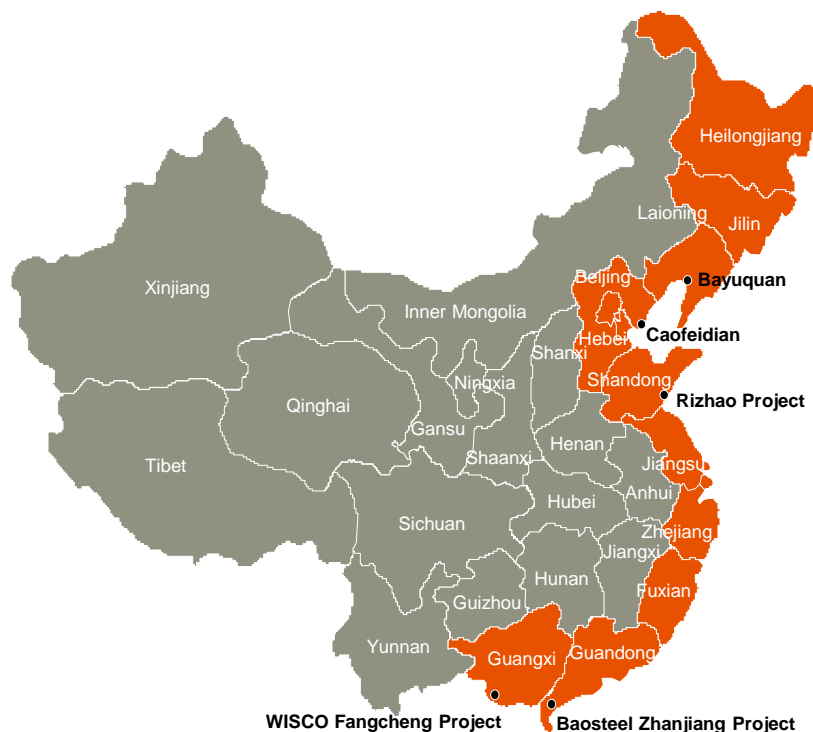 Heilongjiang
Laioning
Jilin
Beijing
Bayuquan
Xinjiang
Inner Mongolia
Caofeidian
Hebei
Shanxi
Shandong
Ningxia
Rizhao Project
Qinghai
Gansu
Henan
Shaanxi
Jiangsu
Tibet
Anhui
Hubei
Sichuan
Zhejiang
Jiangxi
Hunan
Fuxian
Guizhou
Yunnan
Guangxi
Guandong
WISCO Fangcheng Project
Baosteel Zhanjiang Project